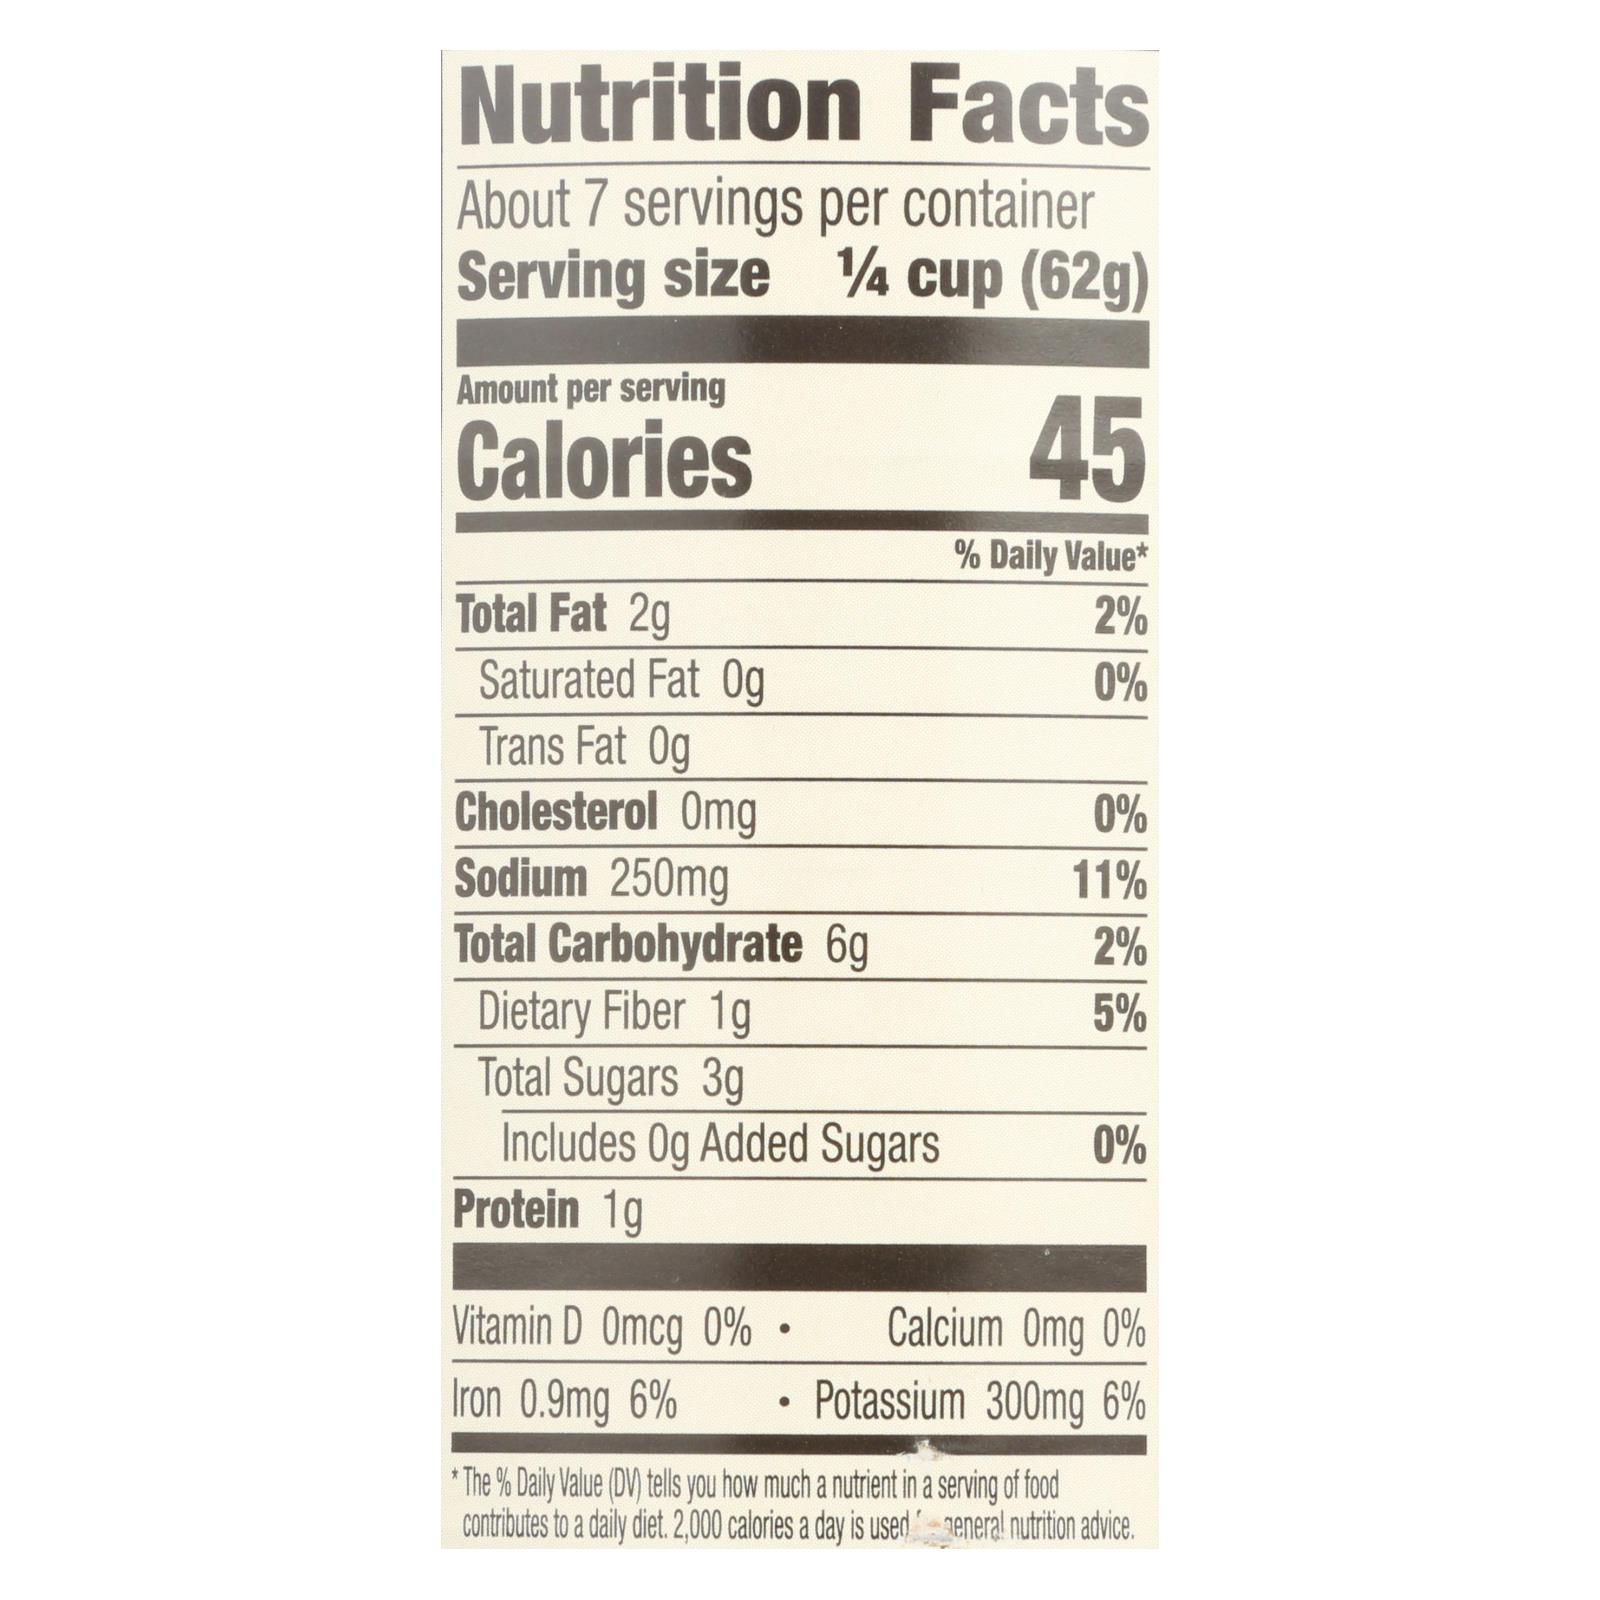 Nutrition Facts
About 7 servings per container
Serving size ¼ cup (62g)
Amount per serving
Calories 45
% Daily Value*
Total Fat 2g 2%
Saturated Fat 0g 0%
Trans Fat 0g
Cholesterol 0mg 0%
Sodium 250mg 11%
Total Carbohydrate 6g 2%
Dietary Fiber 1g 5%
Total Sugars 3g
Includes 0g Added Sugars 0%
Protein 1g
Vitamin D 0mcg 0% • Calcium 0mg 0%
Iron 0.9mg 6% • Potassium 300mg 6%
* The % Daily Value (DV) tells you how much a nutrient in a serving of food
contributes to a daily diet. 2,000 calories a day is used general nutrition advice.